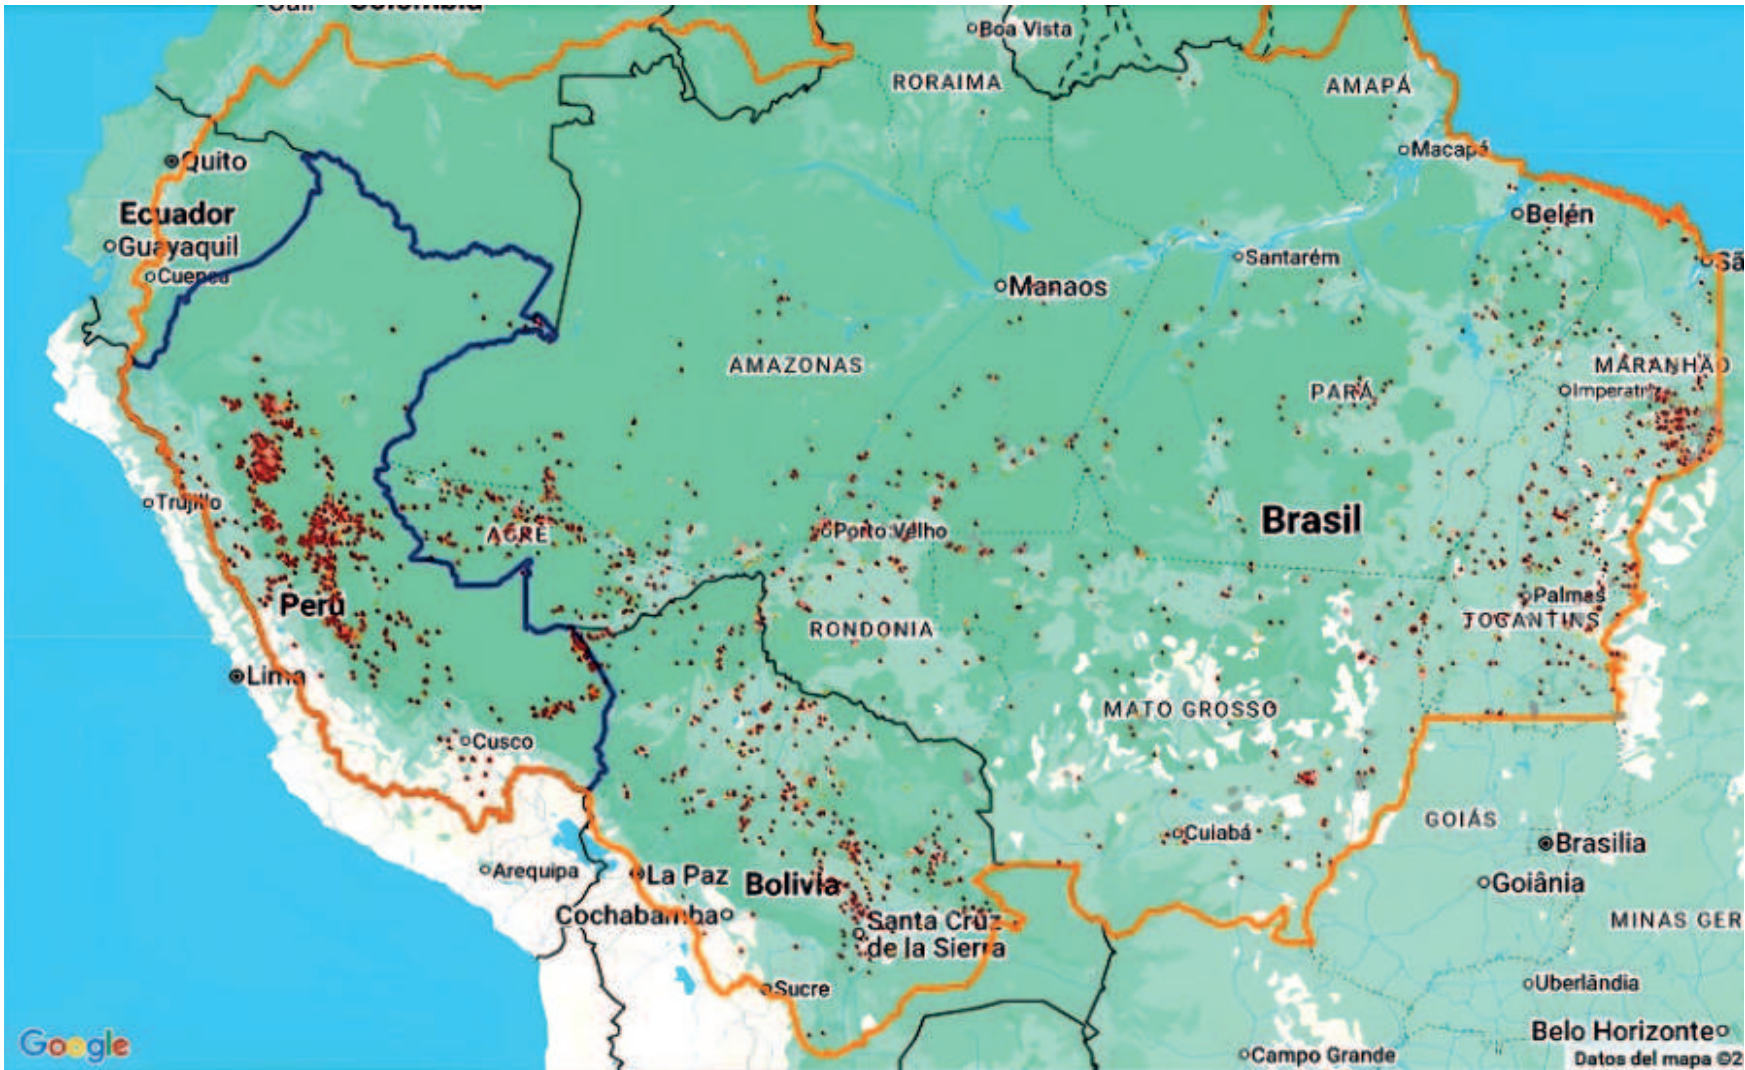 Colombia
Boa Vista
RORAIMA
AMAPÁ
Macapá
Quito
Ecuador
Guayaquil
Cuenca
Belén
Santarém
Manaos
AMAZONAS
MARANHÃO
PARÁ
Trujillo
ACRE
Porto Velho
Brasil
Perú
RONDONIA
Palmas
TOCANTINS
Lima
MATO GROSSO
Cusco
GOIÁS
Cuiabá
Brasilia
Arequipa
La Paz
Bolivia
Goiânia
Cochabamba
Santa Cruz
de la Sierra
MINAS GER
Sucre
Uberlândia
Belo Horizonte
Google
Campo Grande
Datos del mapa ©2